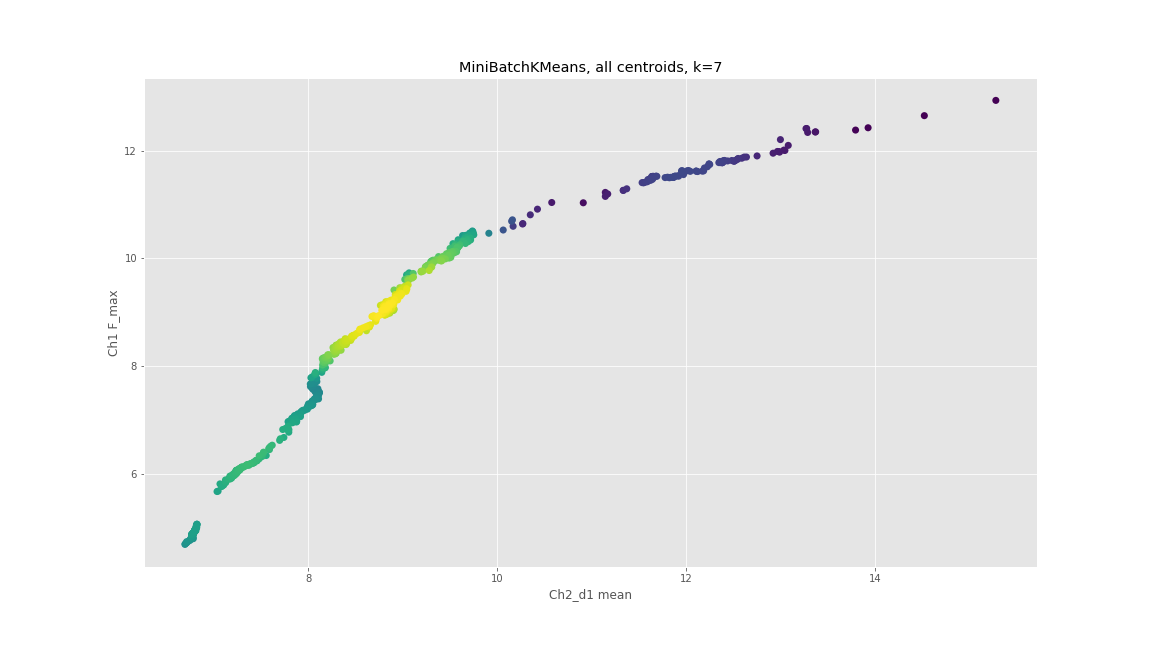 MiniBatchKMeans, all centroids, k=7
12
10
8
6
Ch1 F_max
8 10 12 14
Ch2_d1 mean